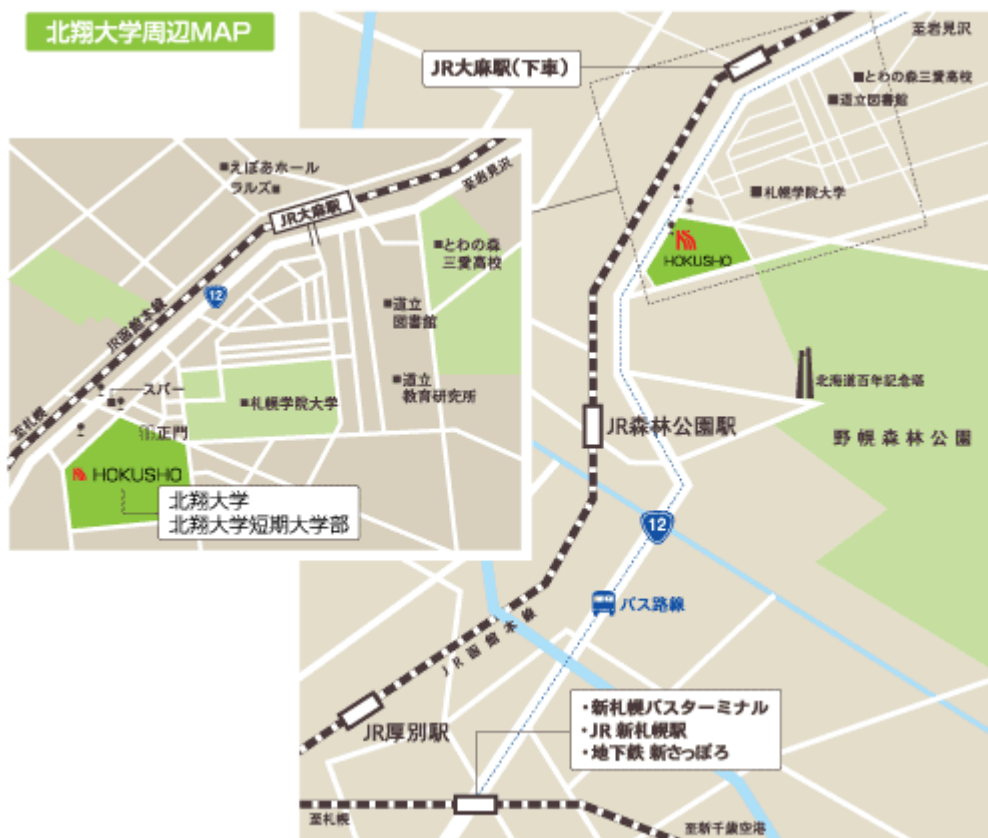 北翔大学周辺MAP
至岩見沢
JR大麻駅(下車)
とわの森三愛高校
道立図書館
札幌学院大学
HOKUSHO
北海道百年記念塔
野幌森林公園
JR森林公園駅
12
バス路線
JR函館本線
JR厚別駅
・新札幌バスターミナル
・JR 新札幌駅
・地下鉄 新さっぽろ
至札幌
至新千歳空港
えぽあホール
ラルズ
至岩見沢
JR大麻駅
とわの森
三愛高校
12
道立
図書館
JR函館本線
道立
教育研究所
スパー
札幌学院大学
至札幌
正門
HOKUSHO
北翔大学
北翔大学短期大学部